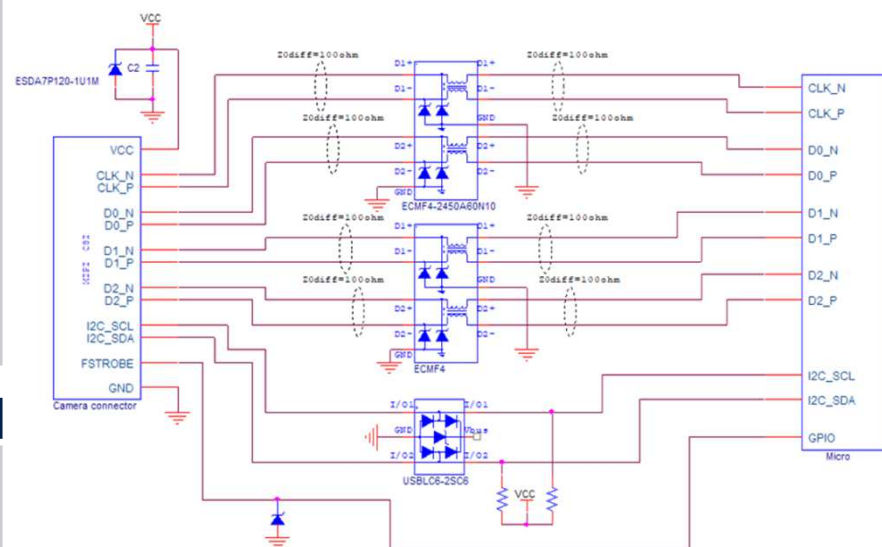 VCC
ESDA7P120-1U1M
C2
VCC
CLK_N
CLK_P
D0_N
D0_P
D1_N
D1_P
D2_N
D2_P
I2C_SCL
I2C_SDA
FSTROBE
GND
MIPI CSI
Camera connector
Z0diff=100ohm
Z0diff=100ohm
D1+
D1+
D1-
D1-
GND
Z0diff=100ohm
Z0diff=100ohm
D2+
D2+
D2-
D2-
GND
ECMF4-2450A60N10
Z0diff=100ohm
Z0diff=100ohm
D1+
D1+
D1-
D1-
GND
Z0diff=100ohm
Z0diff=100ohm
D2+
D2+
D2-
D2-
GND
ECMF4
I/O1
I/O1
GND
Vbus
I/O2
I/O2
USBLC6-2SC6
VCC
CLK_N
CLK_P
D0_N
D0_P
D1_N
D1_P
D2_N
D2_P
I2C_SCL
I2C_SDA
GPIO
Micro